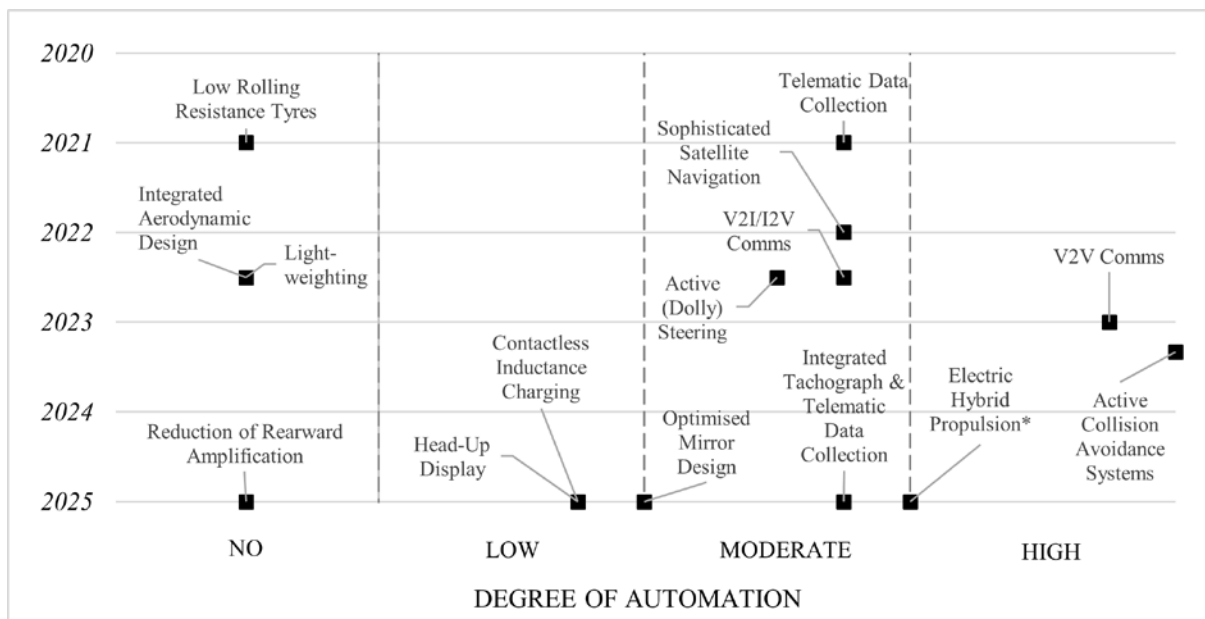 2020
Low Rolling
Resistance Tyres
Telematic Data
Collection
2021
Sophisticated
Satellite
Navigation
Integrated
Aerodynamic
Design
Light-
weighting
2022
V2I/I2V
Comms
V2V Comms
Active
(Dolly)
Steering
2023
Contactless
Inductance
Charging
Integrated
Tachograph &
Telematic
Data
Collection
Electric
Hybrid
Propulsion*
Active
Collision
Avoidance
Systems
2024
Reduction of Rearward
Amplification
Head-Up
Display
Optimised
Mirror
Design
2025
NO
LOW
MODERATE
HIGH
DEGREE OF AUTOMATION